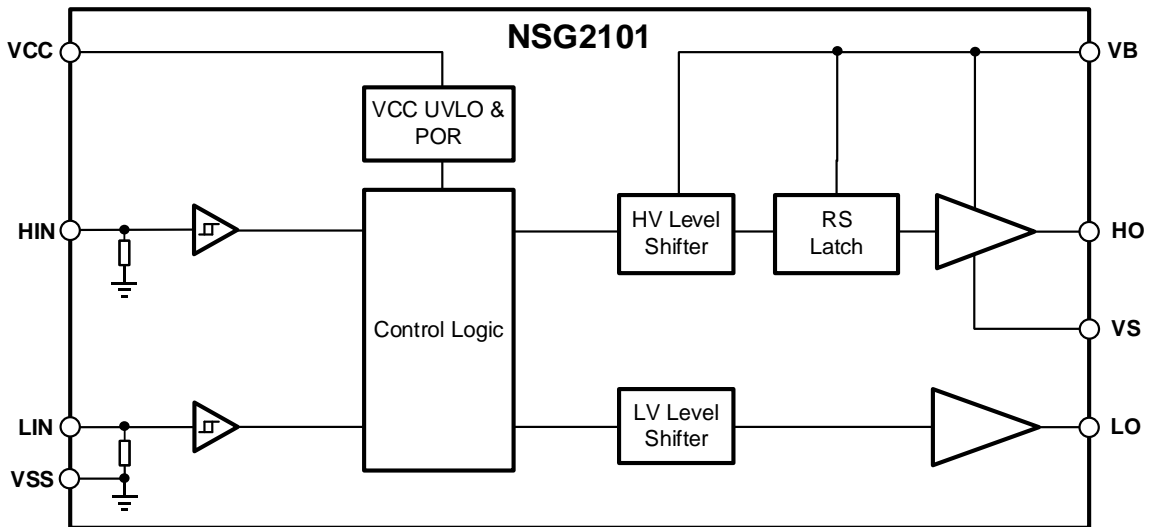 NSG2101
VCC
VB
VCC UVLO &
POR
HIN
HV Level
Shifter
RS
Latch
HO
Control Logic
VS
LIN
LV Level
Shifter
LO
VSS